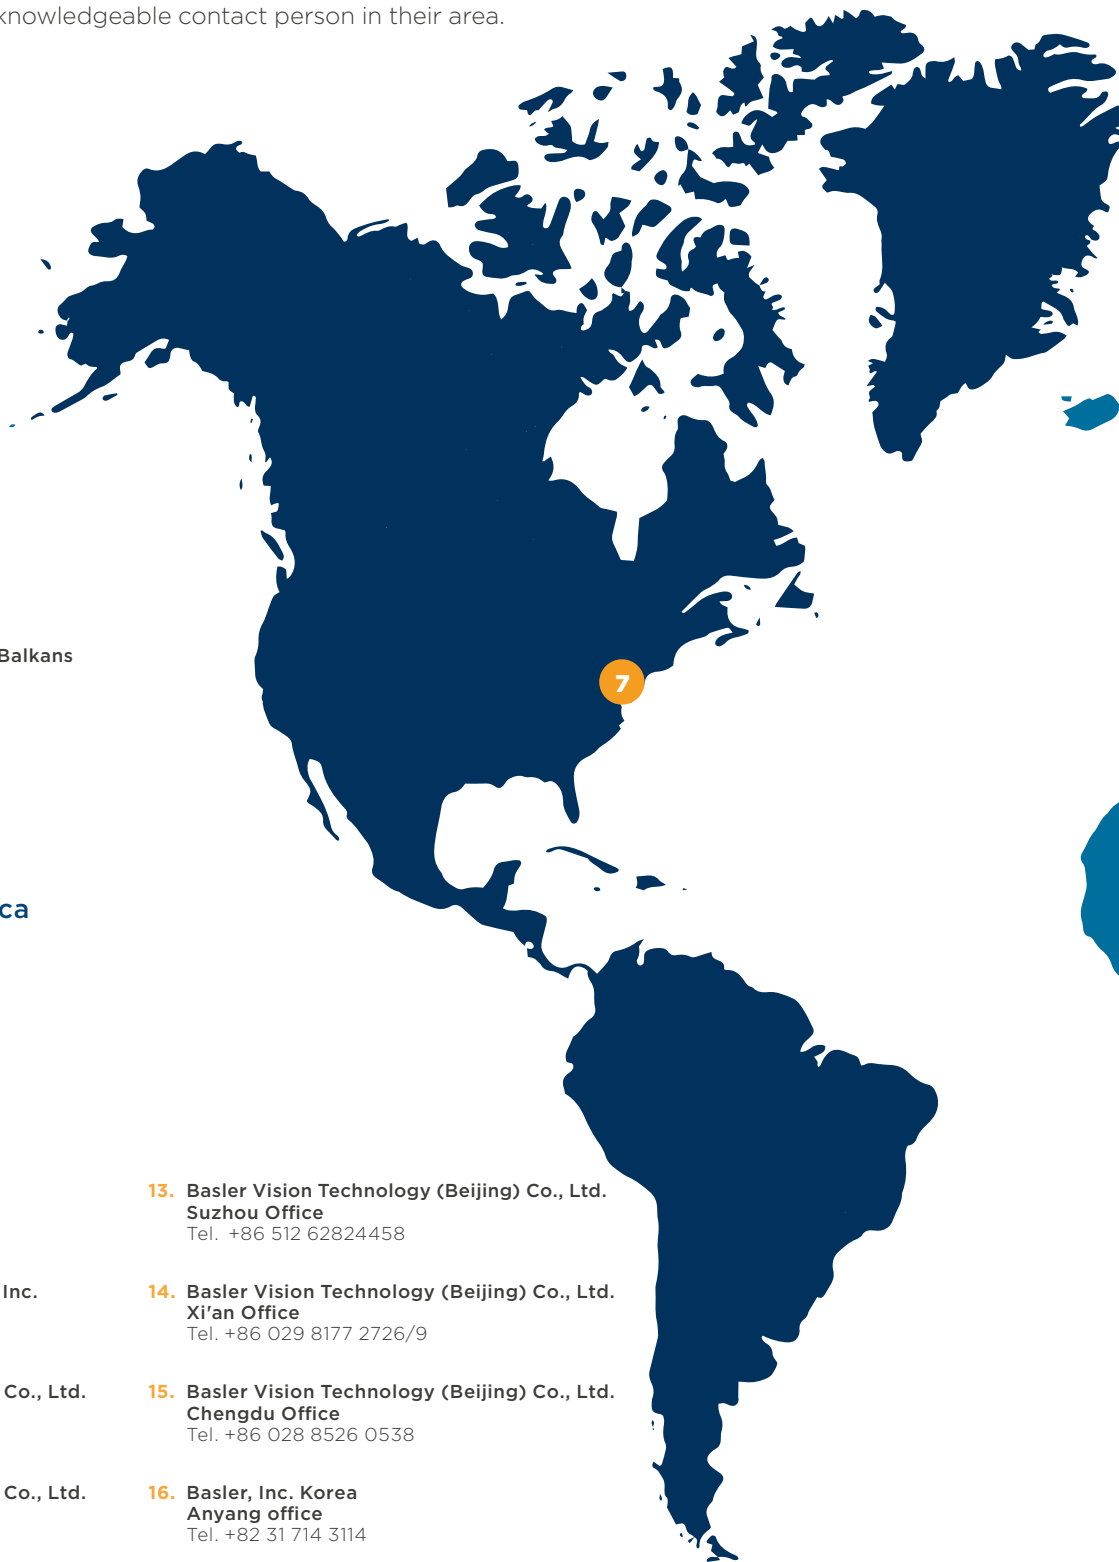 knowledgeable contact person in their area.
7
Balkans
ca
Inc.
Co., Ltd.
Co., Ltd.
13. Basler Vision Technology (Beijing) Co., Ltd.
Suzhou Office
Tel. +86 512 62824458
14. Basler Vision Technology (Beijing) Co., Ltd.
Xi'an Office
Tel. +86 029 8177 2726/9
15. Basler Vision Technology (Beijing) Co., Ltd.
Chengdu Office
Tel. +86 028 8526 0538
16. Basler, Inc. Korea
Anyang office
Tel. +82 31 714 3114